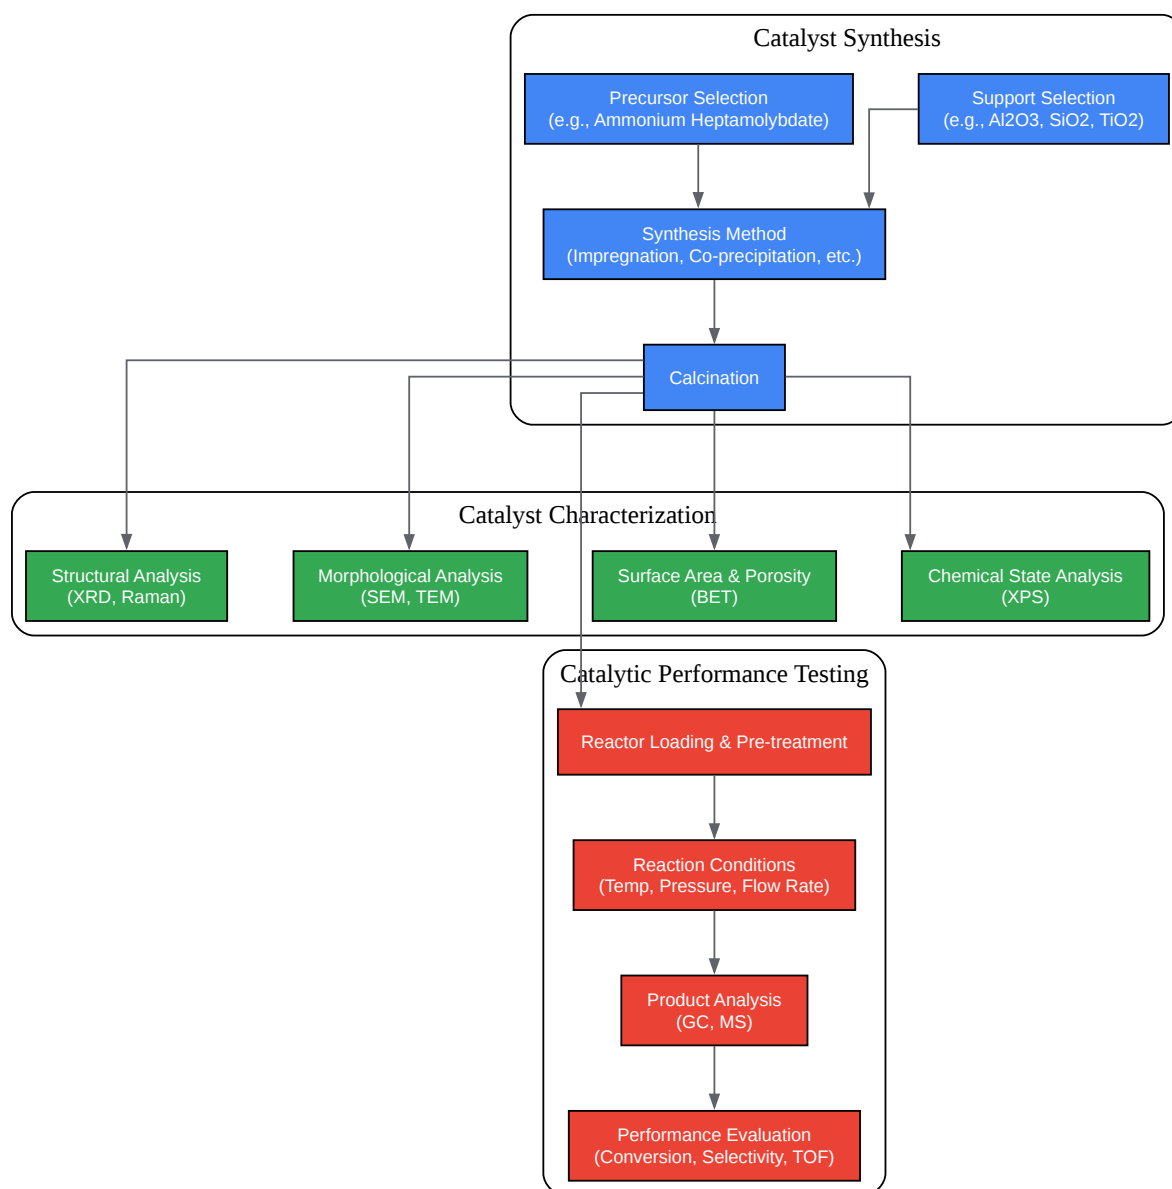 Catalyst Synthesis
Precursor Selection
(e.g., Ammonium Heptamolybdate)
Support Selection
(e.g., Al2O3, SiO2, TiO2)
Synthesis Method
(Impregnation, Co-precipitation, etc.)
Calcination
Catalyst Characterization
Structural Analysis
(XRD, Raman)
Morphological Analysis
(SEM, TEM)
Surface Area & Porosity
(BET)
Chemical State Analysis
(XPS)
Catalytic Performance Testing
Reactor Loading & Pre-treatment
Reaction Conditions
(Temp, Pressure, Flow Rate)
Product Analysis
(GC, MS)
Performance Evaluation
(Conversion, Selectivity, TOF)